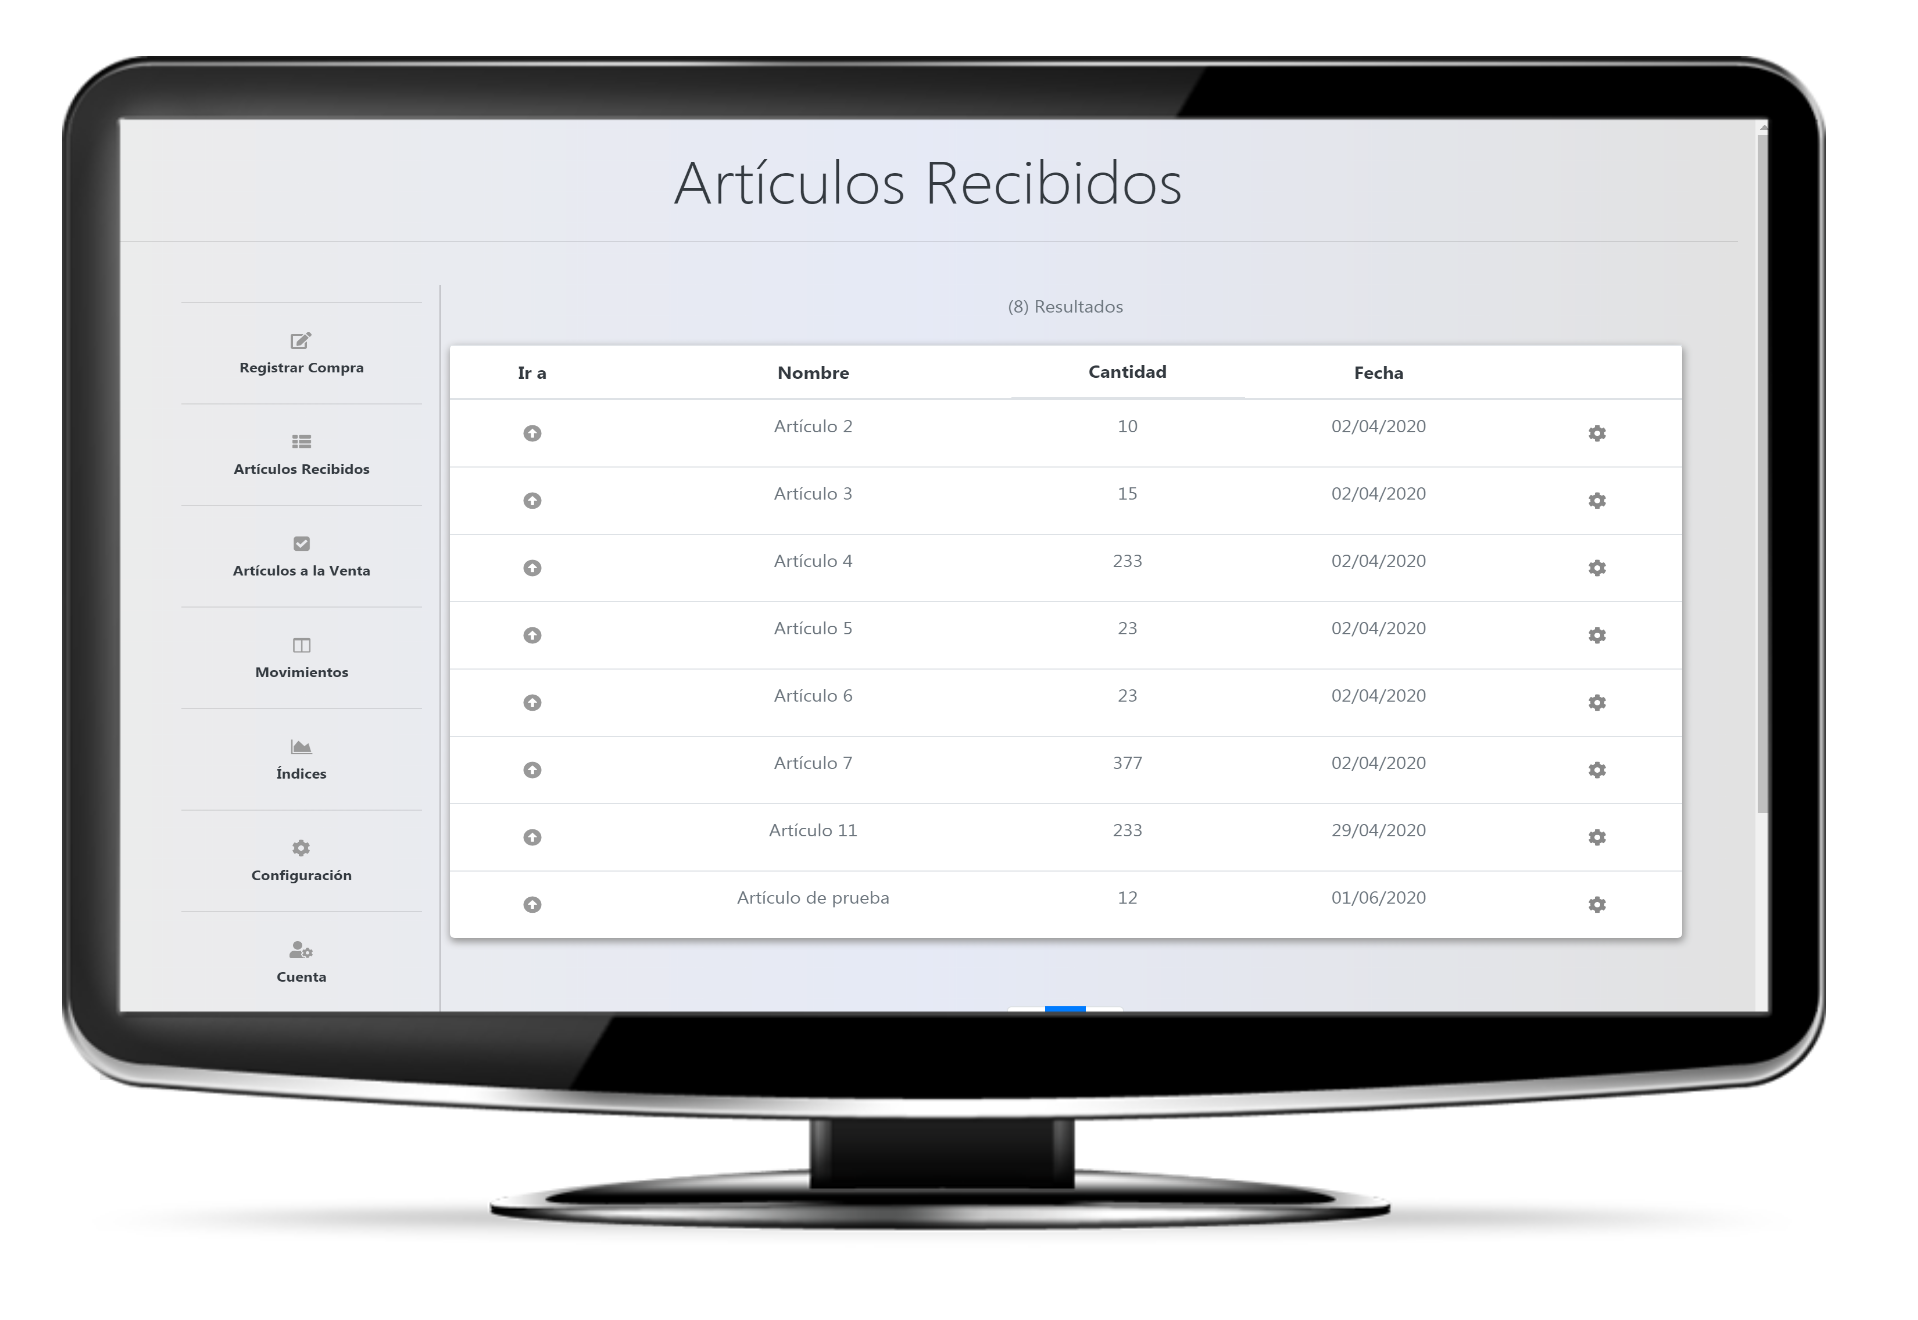 Artículos Recibidos
(8) Resultados
Registrar Compra
Artículos Recibidos
Artículos a la Venta
Movimientos
Índices
Configuración
Cuenta
Ir a Nombre Cantidad Fecha
Artículo 2 10 02/04/2020
Artículo 3 15 02/04/2020
Artículo 4 233 02/04/2020
Artículo 5 23 02/04/2020
Artículo 6 23 02/04/2020
Artículo 7 377 02/04/2020
Artículo 11 233 29/04/2020
Artículo de prueba 12 01/06/2020